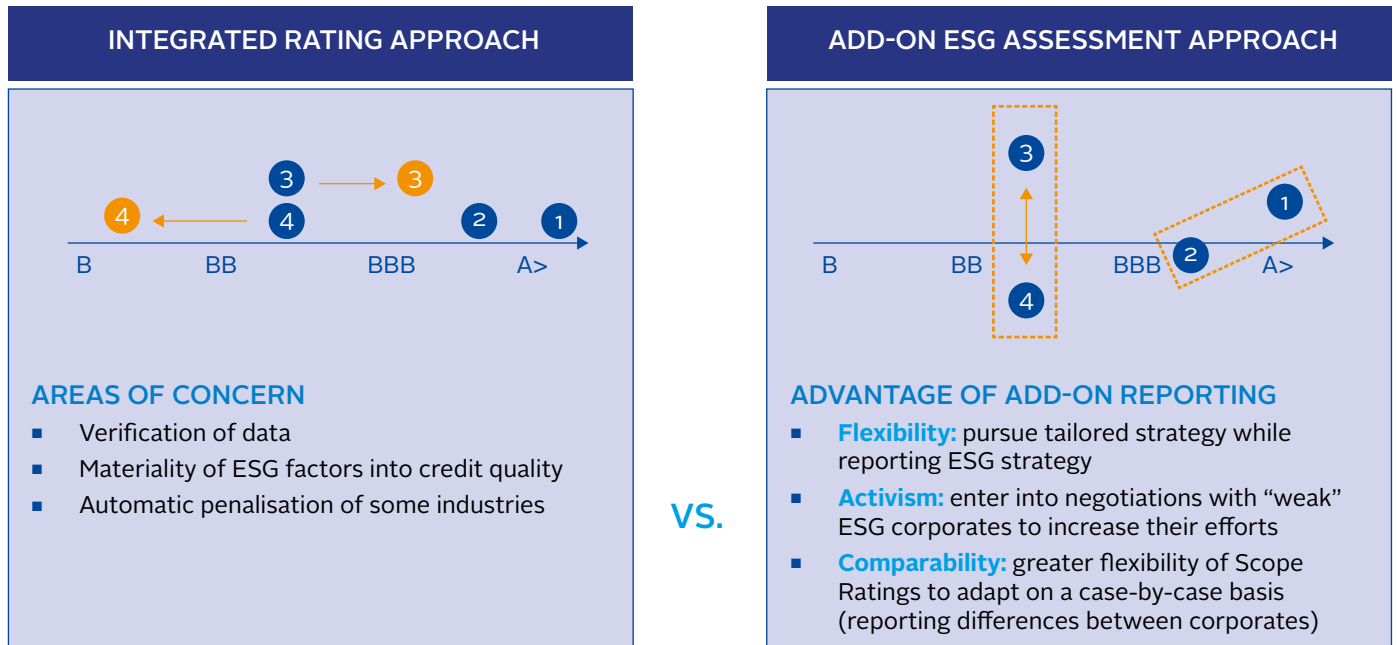 INTEGRATED RATING APPROACH
3
3
4
4
2
1
B
BB
BBB
A>
AREAS OF CONCERN
▪ Verification of data
▪ Materiality of ESG factors into credit quality
▪ Automatic penalisation of some industries
VS.
ADD-ON ESG ASSESSMENT APPROACH
3
1
2
4
B
BB
BBB
A>
ADVANTAGE OF ADD-ON REPORTING
▪ Flexibility: pursue tailored strategy while
reporting ESG strategy
▪ Activism: enter into negotiations with “weak”
ESG corporates to increase their efforts
▪ Comparability: greater flexibility of Scope
Ratings to adapt on a case-by-case basis
(reporting differences between corporates)